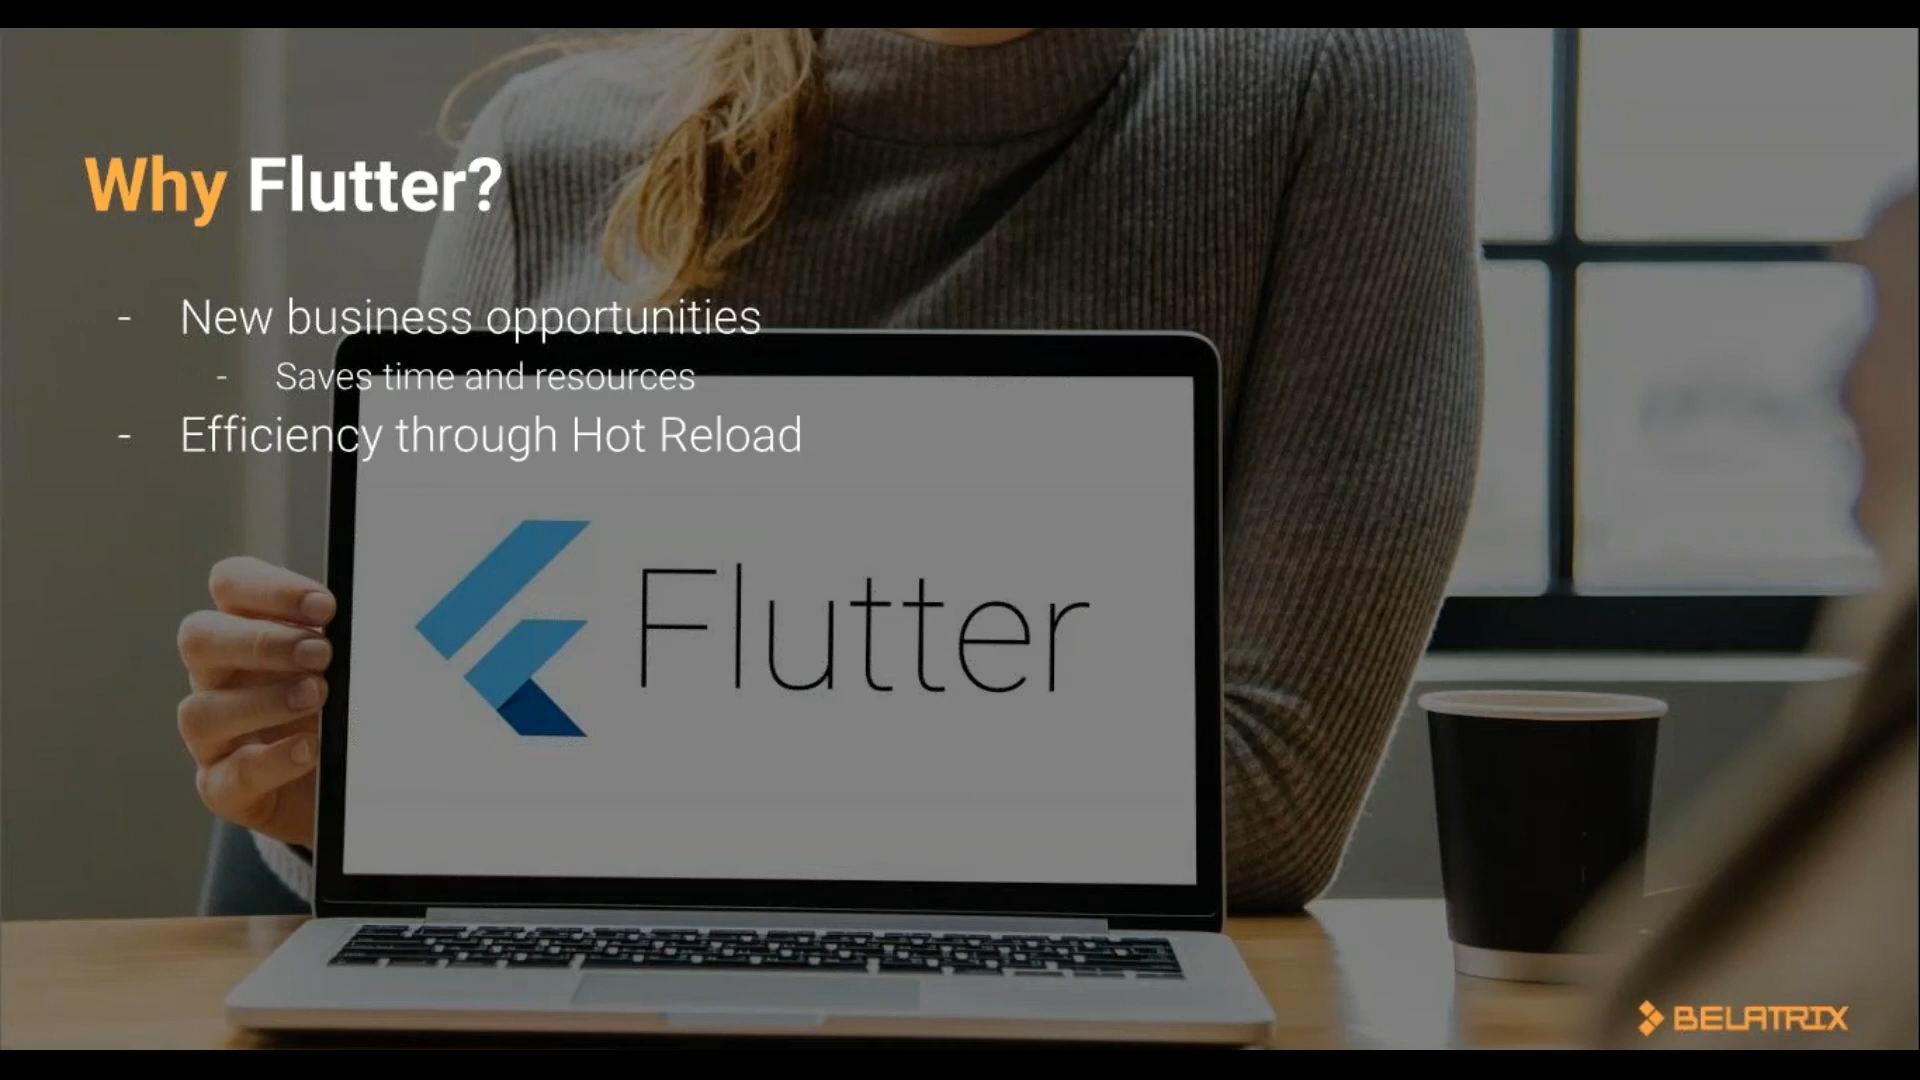 Why Flutter?
- New business opportunities
- Saves time and resources
- Efficiency through Hot Reload
Flutter
BELATRIX